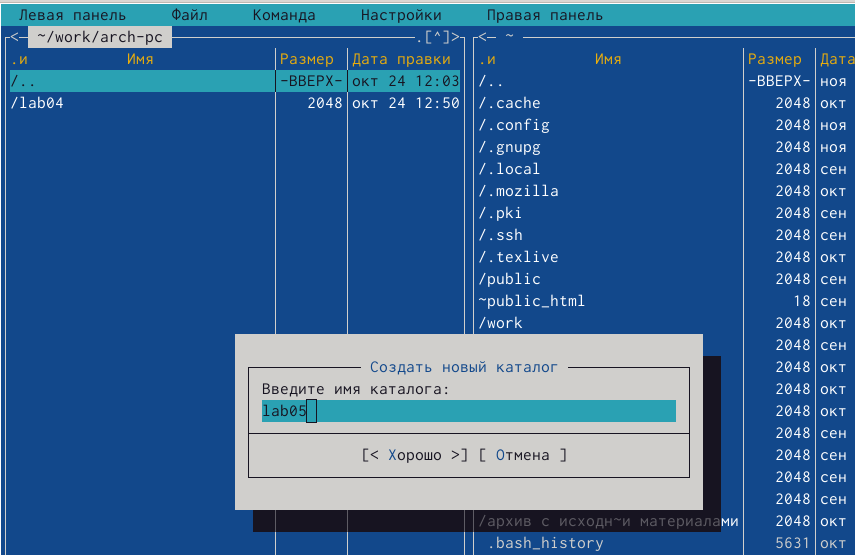 Левая панель Файл Команда Настройки Правая панель
<─ ~/work/arch-pc .[^]>
.и Имя Размер Дата правки
/.. -ВВЕРХ- окт 24 12:03
/lab04 2048 окт 24 12:50
<─ ~
.и Имя Размер Дата
/.. -ВВЕРХ- ноя
/.cache 2048 окт
/.config 2048 ноя
/.gnupg 2048 ноя
/.local 2048 сен
/.mozilla 2048 окт
/.pki 2048 сен
/.ssh 2048 сен
/.texlive 2048 окт
/public 2048 сен
~public_html 18 сен
/work 2048 окт
2048 сен
2048 окт
2048 окт
2048 окт
2048 сен
2048 сен
2048 сен
2048 сен
/архив с исходн~и материалами 2048 окт
.bash_history 5631 окт
Создать новый каталог
Введите имя каталога:
lab05
[< Хорошо >] [ Отмена ]